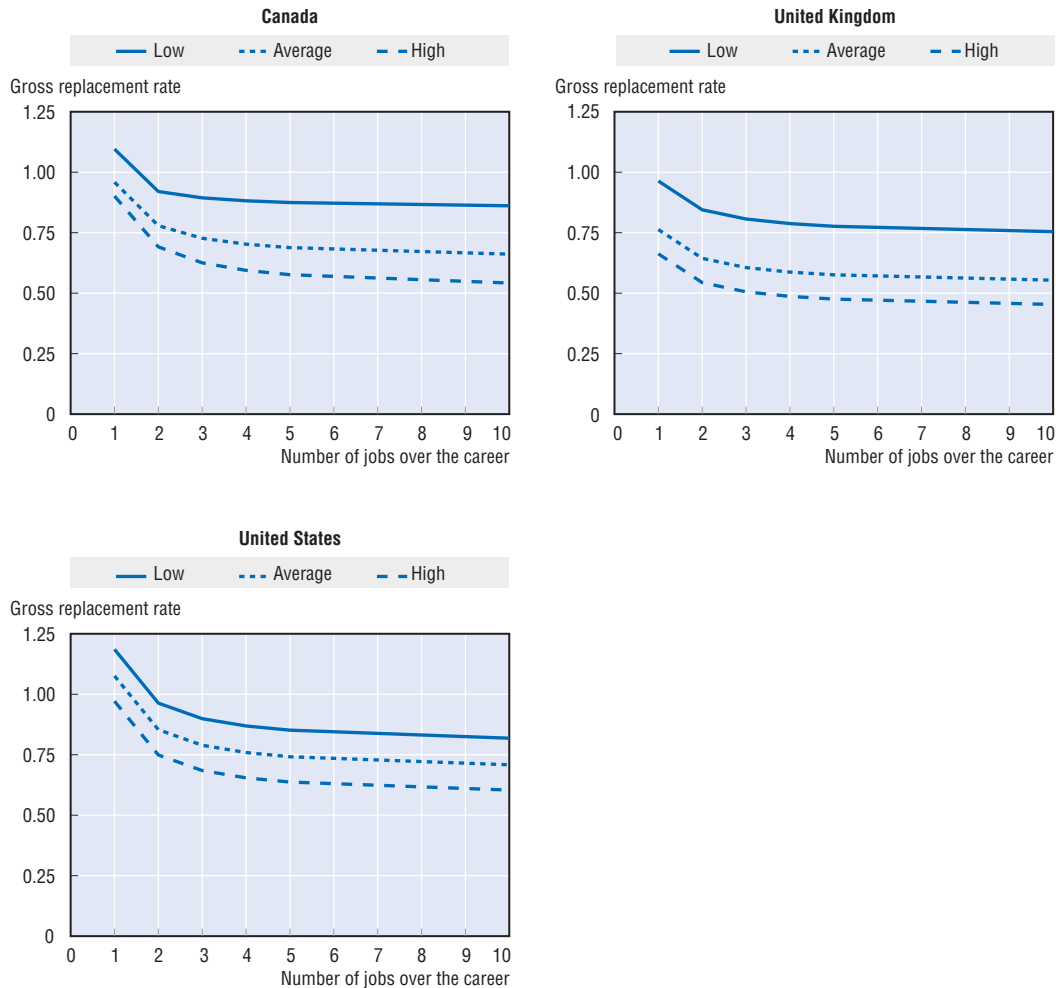 Canada
Low Average High
Gross replacement rate
1.25
1.00
0.75
0.50
0.25
0
0 1 2 3 4 5 6 7 8 9 10
Number of jobs over the career
United Kingdom
Low Average High
Gross replacement rate
1.25
1.00
0.75
0.50
0.25
0
0 1 2 3 4 5 6 7 8 9 10
Number of jobs over the career
United States
Low Average High
Gross replacement rate
1.25
1.00
0.75
0.50
0.25
0
0 1 2 3 4 5 6 7 8 9 10
Number of jobs over the career